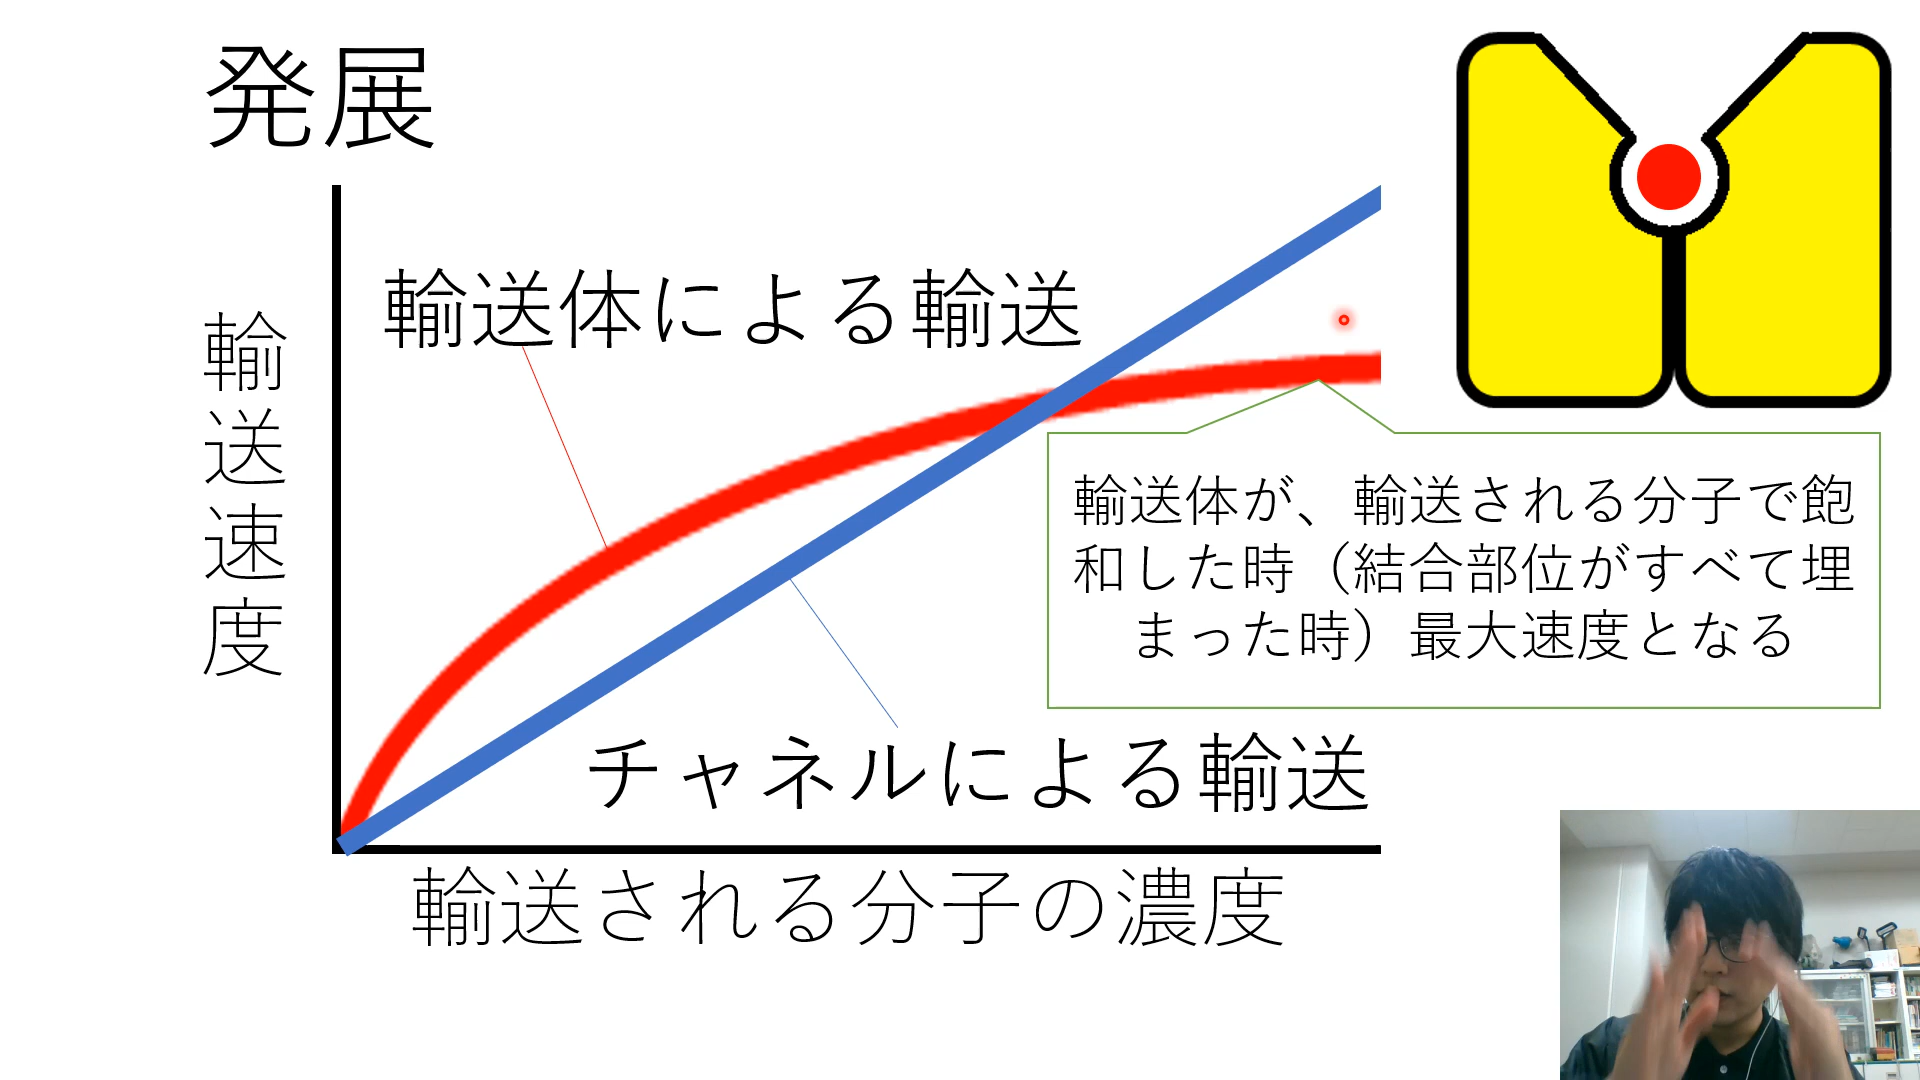 発展
輸送体による輸送
輸送速度
輸送体が、輸送される分子で飽
和した時（結合部位がすべて埋
まった時）最大速度となる
チャネルによる輸送
輸送される分子の濃度